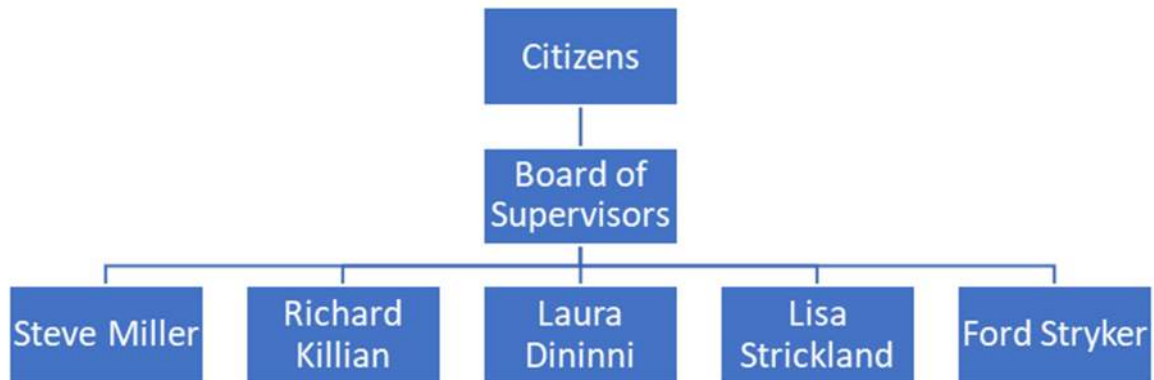 Citizens
Board of
Supervisors
Steve Miller
Richard
Killian
Laura
Dininni
Lisa
Strickland
Ford Stryker